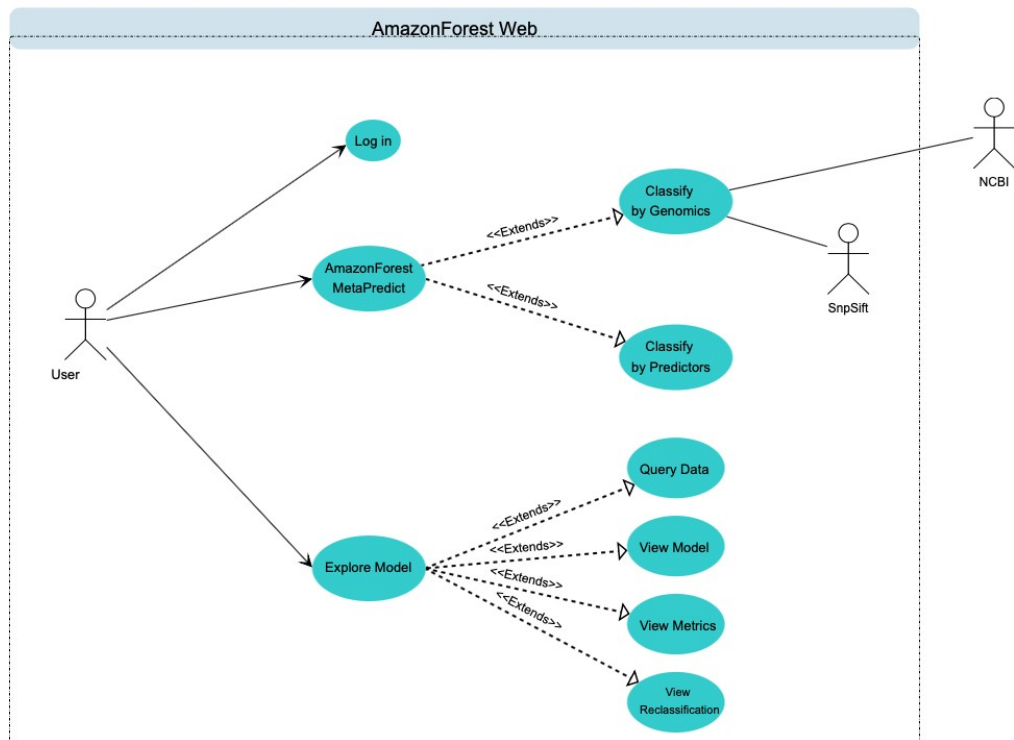 AmazonForest Web
Log in
NCBI
Classify
by Genomics
<<Extends>>
SnpSift
AmazonForest
MetaPredict
<<Extends>>
Classify
by Predictors
User
Query Data
<<Extends>>
View Model
<<Extends>>
Explore Model
<<Extends>>
View Metrics
<<Extends>>
View
Reclassification